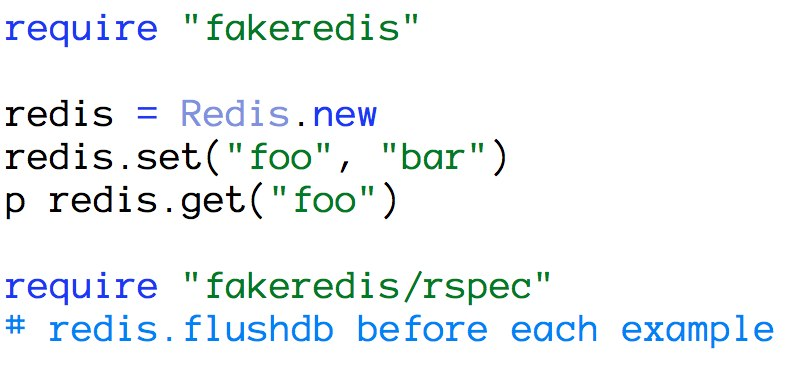 require "fakeredis"
redis = Redis.new
redis.set("foo", "bar")
p redis.get("foo")
require "fakeredis/rspec"
# redis.flushdb before each example